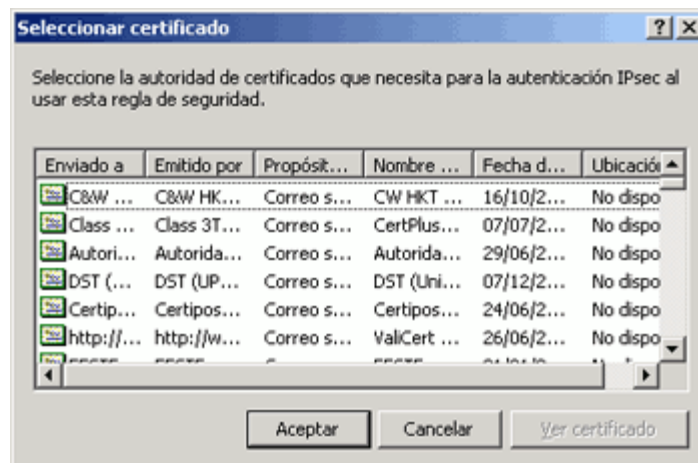 Seleccionar certificado
Seleccione la autoridad de certificados que necesita para la autenticación IPsec al
usar esta regla de seguridad.
Enviado a Emitido por Propósit... Nombre ... Fecha d... Ubicación
C&W ... C&W HK... Correo s... CW HKT ... 16/10/2... No dispo
Class ... Class 3T... Correo s... CertPlus... 07/07/2... No dispo
Autori... Autorida... Correo s... Autorida... 29/06/2... No dispo
DST (... DST (UP... Correo s... DST (Uni... 07/12/2... No dispo
Certip... Certipos... Correo s... Certipos... 24/06/2... No dispo
http://... http://w... Correo s... ValiCert ... 26/06/2... No dispo
Aceptar Cancelar Ver certificado